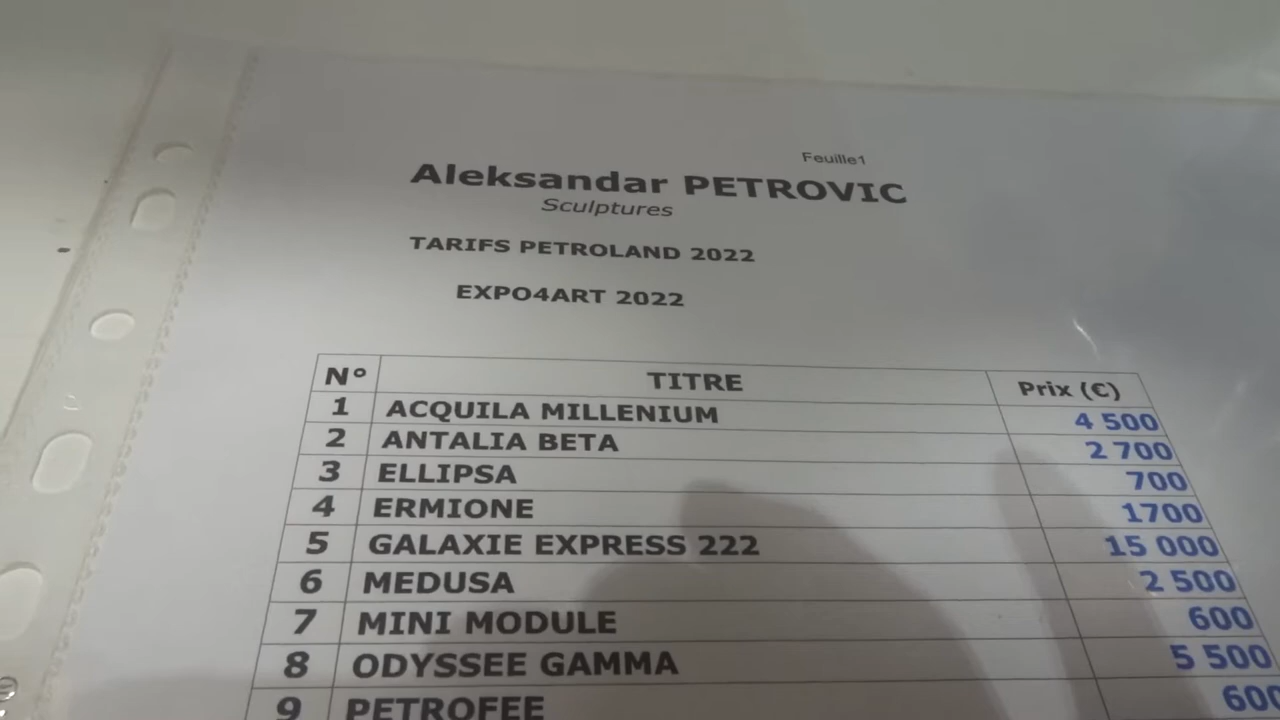 Feuille1
Aleksandar PETROVIC
Sculptures
TARIFS PETROLAND 2022
EXPO4ART 2022
N° TITRE Prix (€)
1 ACQUILA MILLENIUM 4 500
2 ANTALIA BETA 2 700
3 ELLIPSA 700
4 ERMIONE 1700
5 GALAXIE EXPRESS 222 15 000
6 MEDUSA 2 500
7 MINI MODULE 600
8 ODYSSEE GAMMA 5 500
9 PETROFEE 600